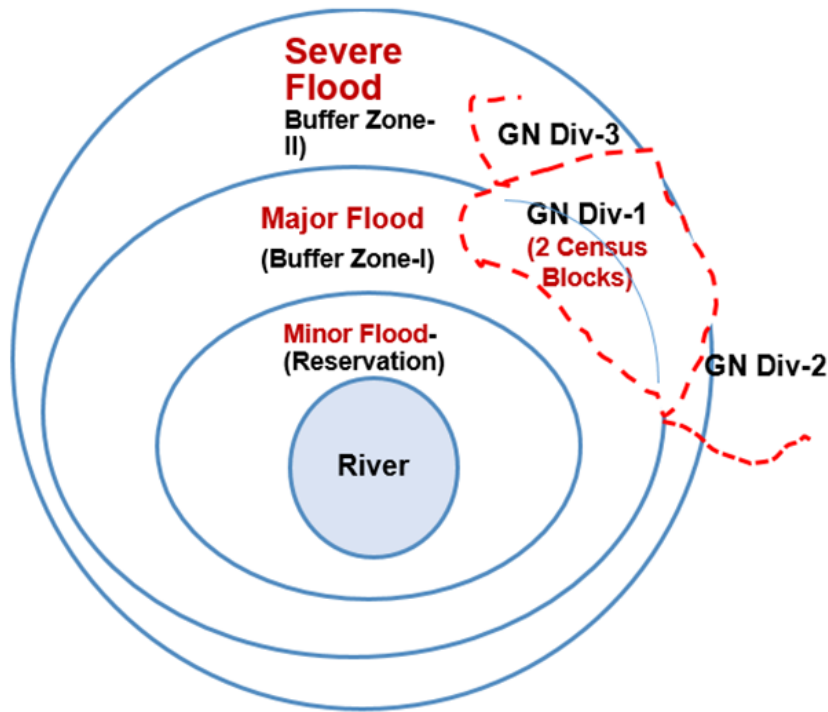 Severe
Flood
Buffer Zone-
II)
GN Div-3
Major Flood
(Buffer Zone-I)
GN Div-1
(2 Census
Blocks)
Minor Flood-
(Reservation)
GN Div-2
River